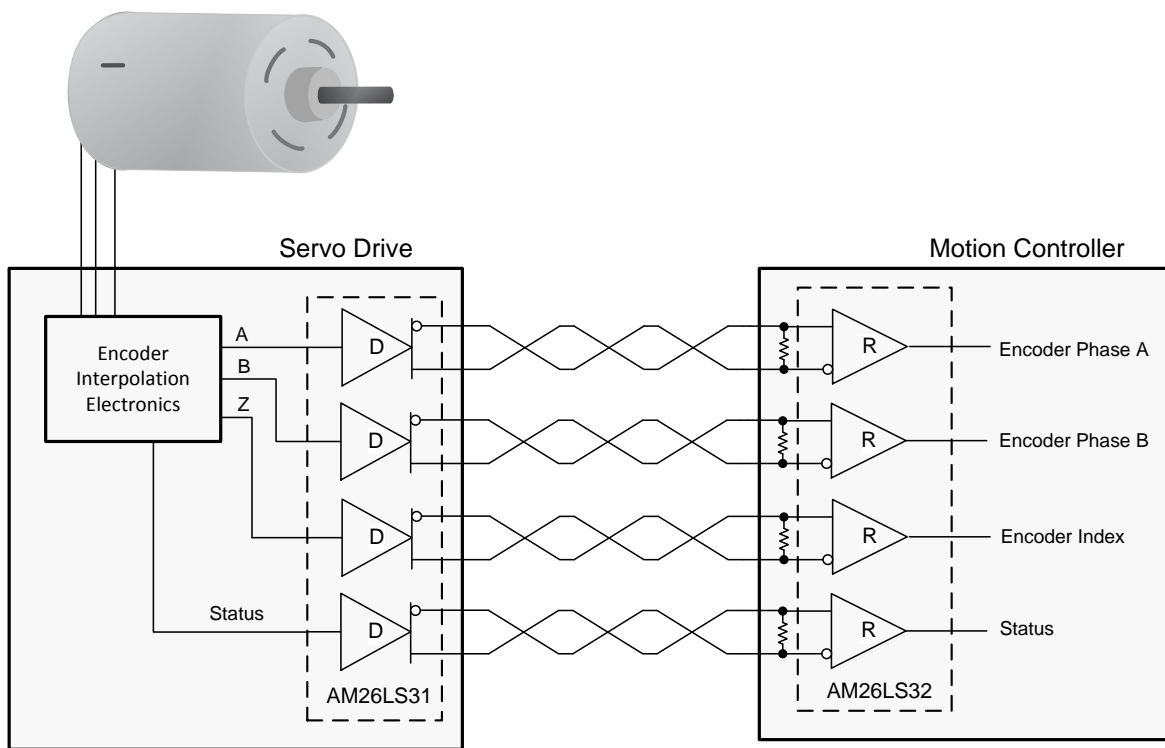 Servo Drive
Motion Controller
Encoder
Interpolation
Electronics
A
B
Z
Status
D
D
D
D
AM26LS31
R
R
R
R
AM26LS32
Encoder Phase A
Encoder Phase B
Encoder Index
Status